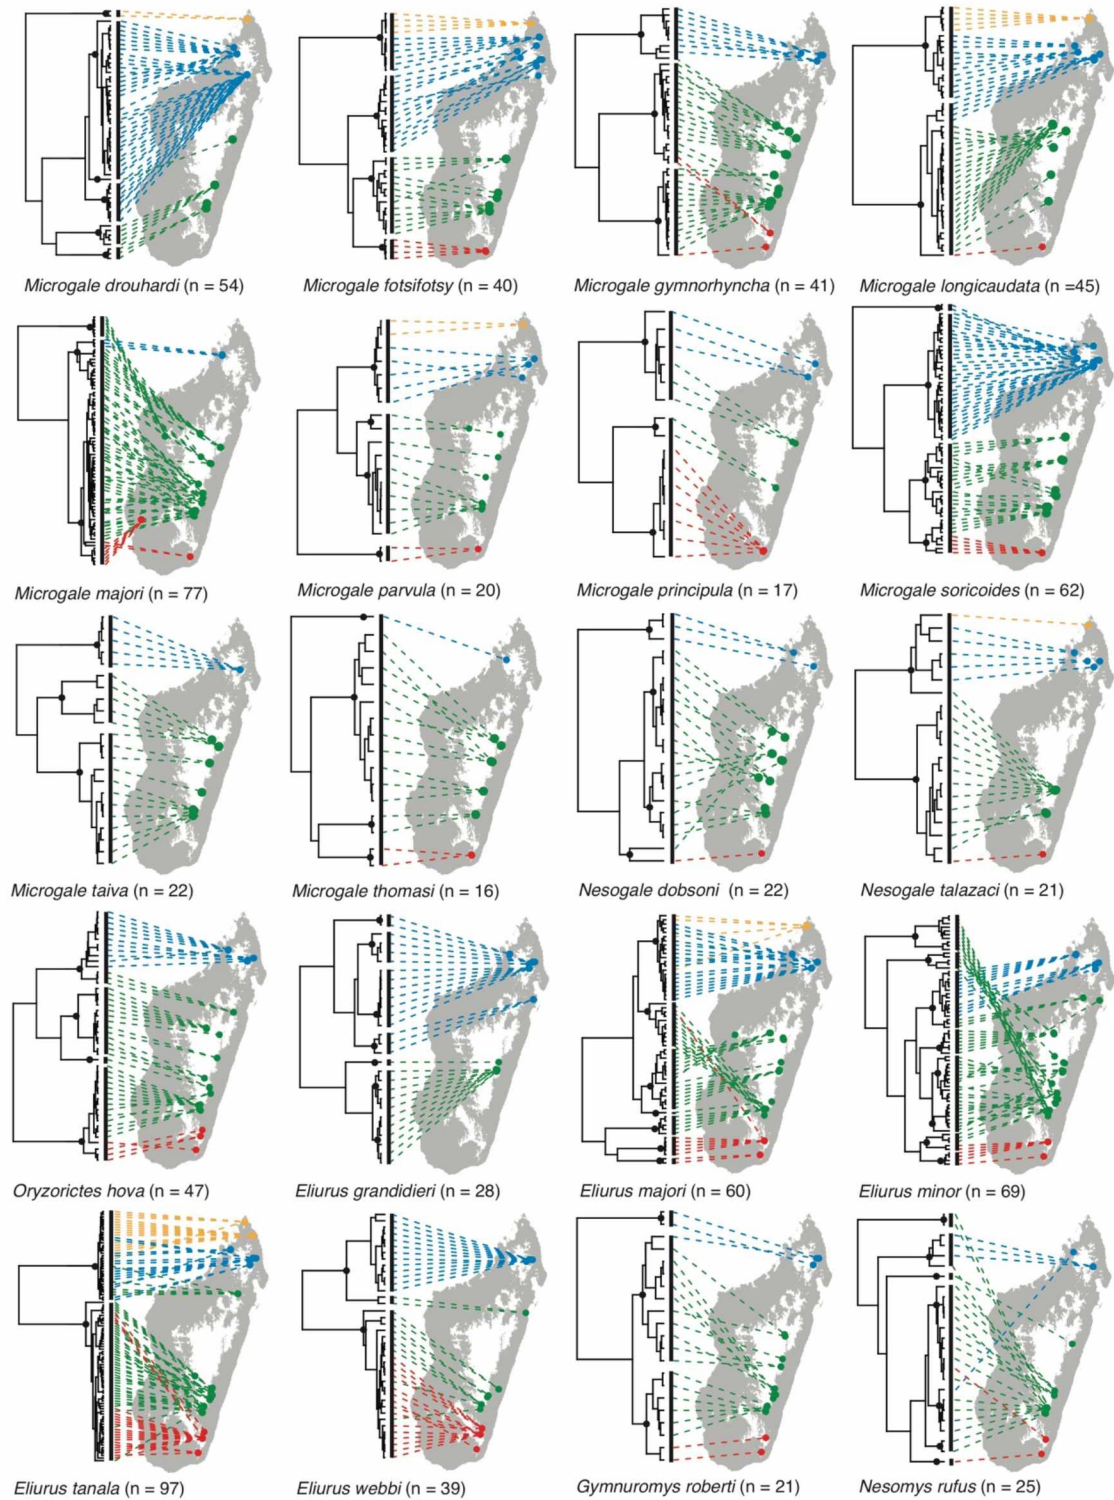 Microgale drouhardi (n = 54) Microgale fotsifotsy (n = 40) Microgale gymnorhyncha (n = 41) Microgale longicaudata (n =45)
Microgale majori (n = 77) Microgale parvula (n = 20) Microgale principula (n = 17) Microgale soricoides (n = 62)
Microgale taiva (n = 22) Microgale thomasi (n = 16) Nesogale dobsoni (n = 22) Nesogale talazaci (n = 21)
Oryzorictes hova (n = 47) Eliurus grandidieri (n = 28) Eliurus majori (n = 60) Eliurus minor (n = 69)
Eliurus tanala (n = 97) Eliurus webbi (n = 39) Gymnuromys roberti (n = 21) Nesomys rufus (n = 25)